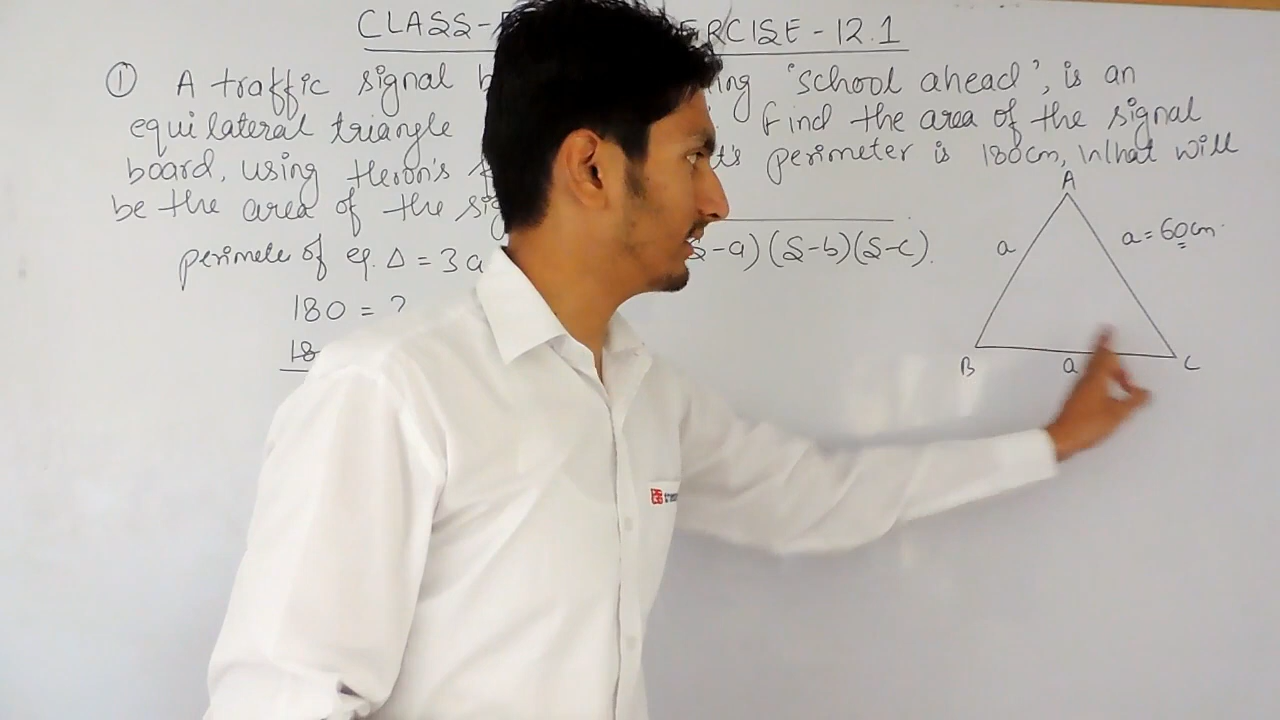 CLASS- ERCISE - 12.1
① A traffic signal ing 'school ahead', is an
equilateral triangle Find the area of the signal
board, using Heron's t's perimeter is 180cm, What will
be the area of the sig
perimete of eq. Δ = 3a s-a)(s-b)(s-c).
180 = ?
18
A
a
a = 60cm.
B
a
C